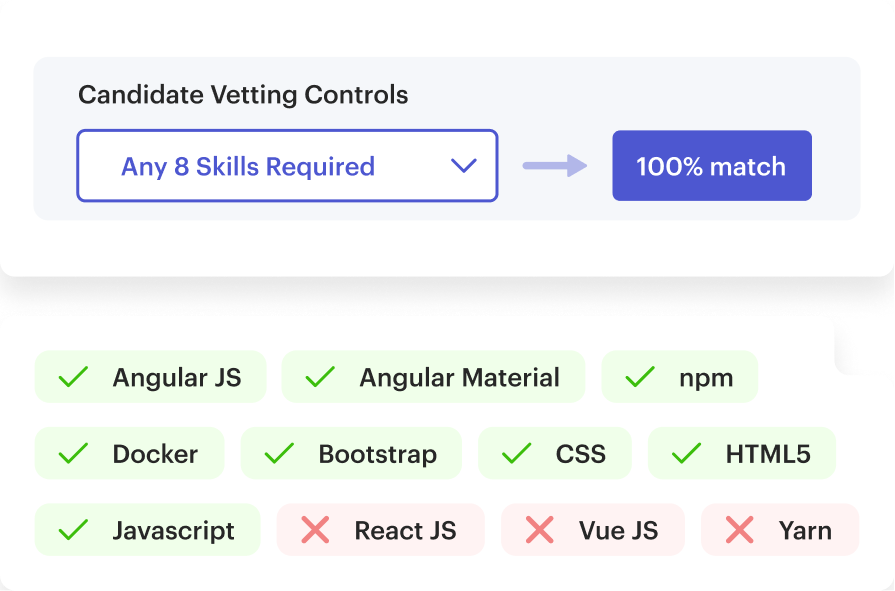 Candidate Vetting Controls
Any 8 Skills Required
100% match
Angular JS
Angular Material
npm
Docker
Bootstrap
CSS
HTML5
Javascript
React JS
Vue JS
Yarn